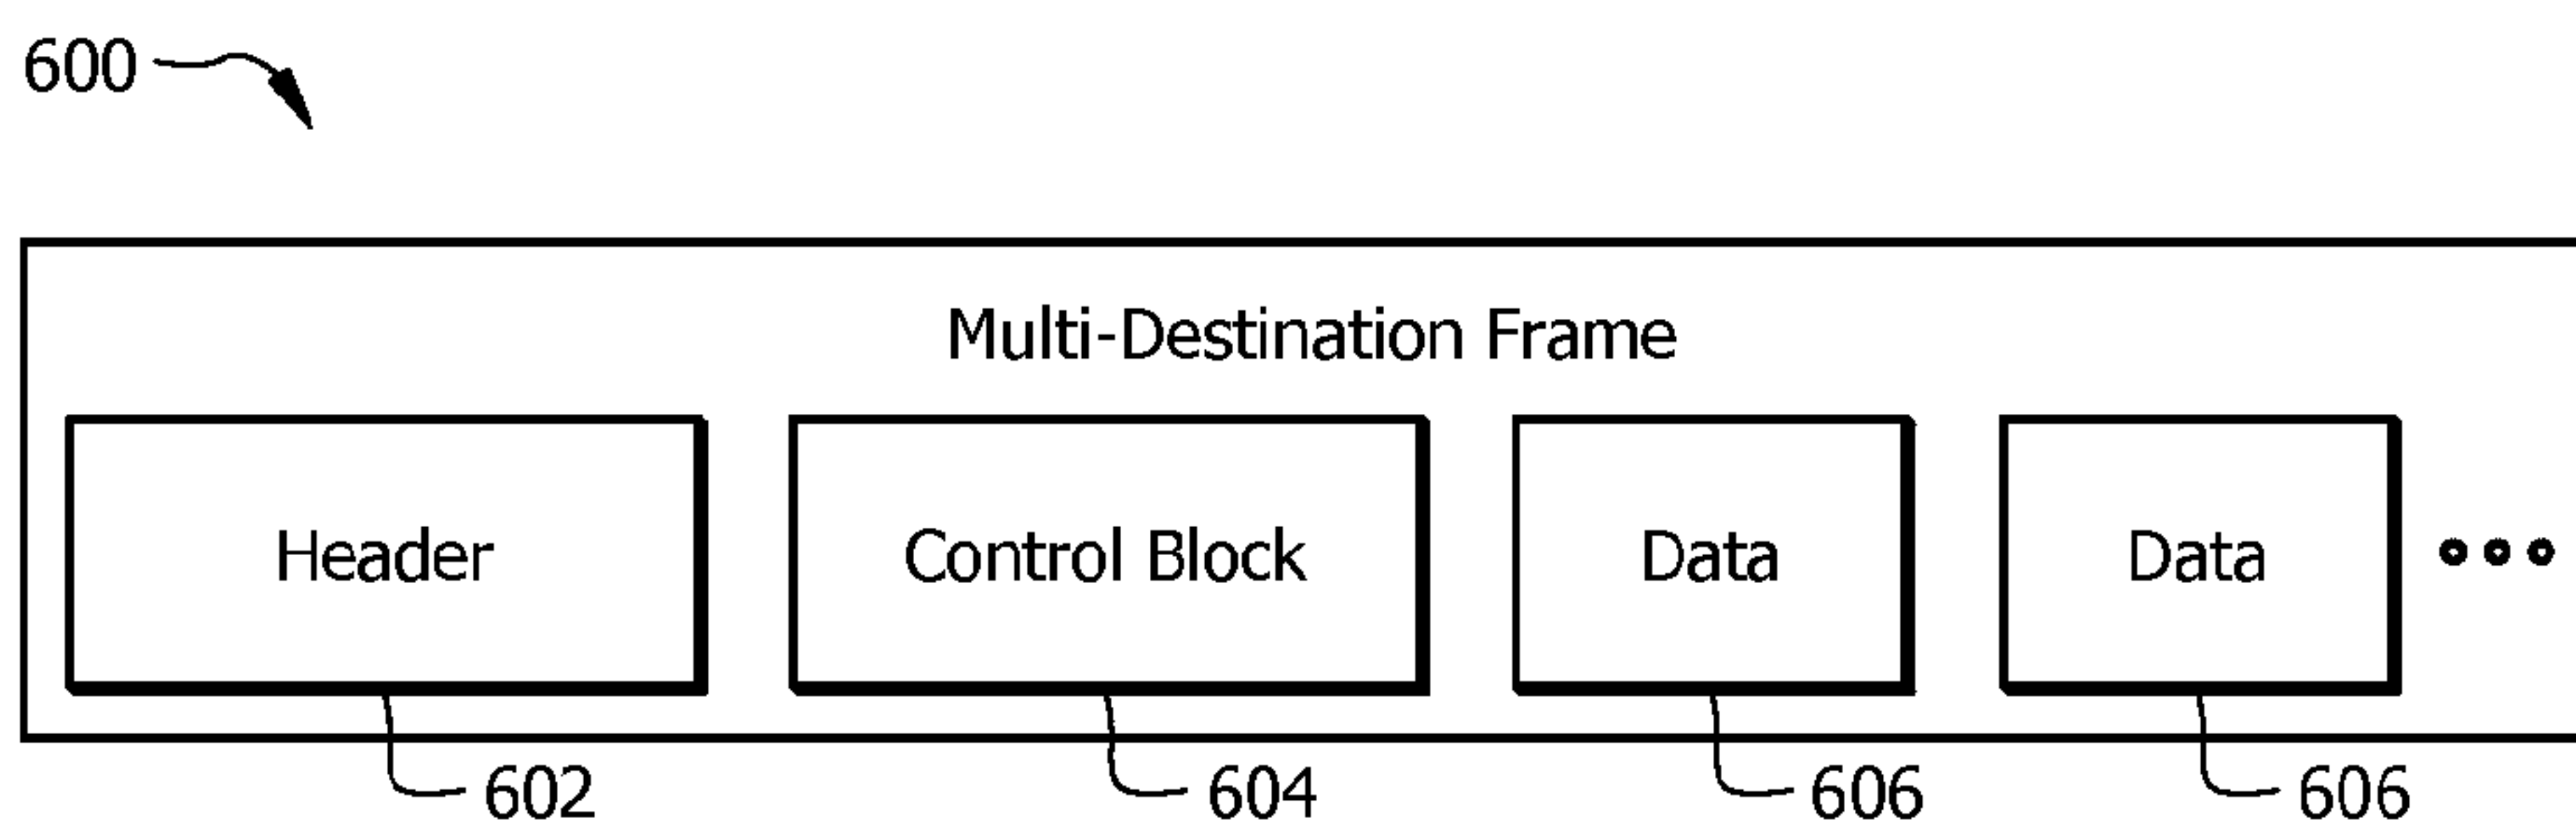 600
Multi-Destination Frame
Header Control Block Data Data •••
602 604 606 606